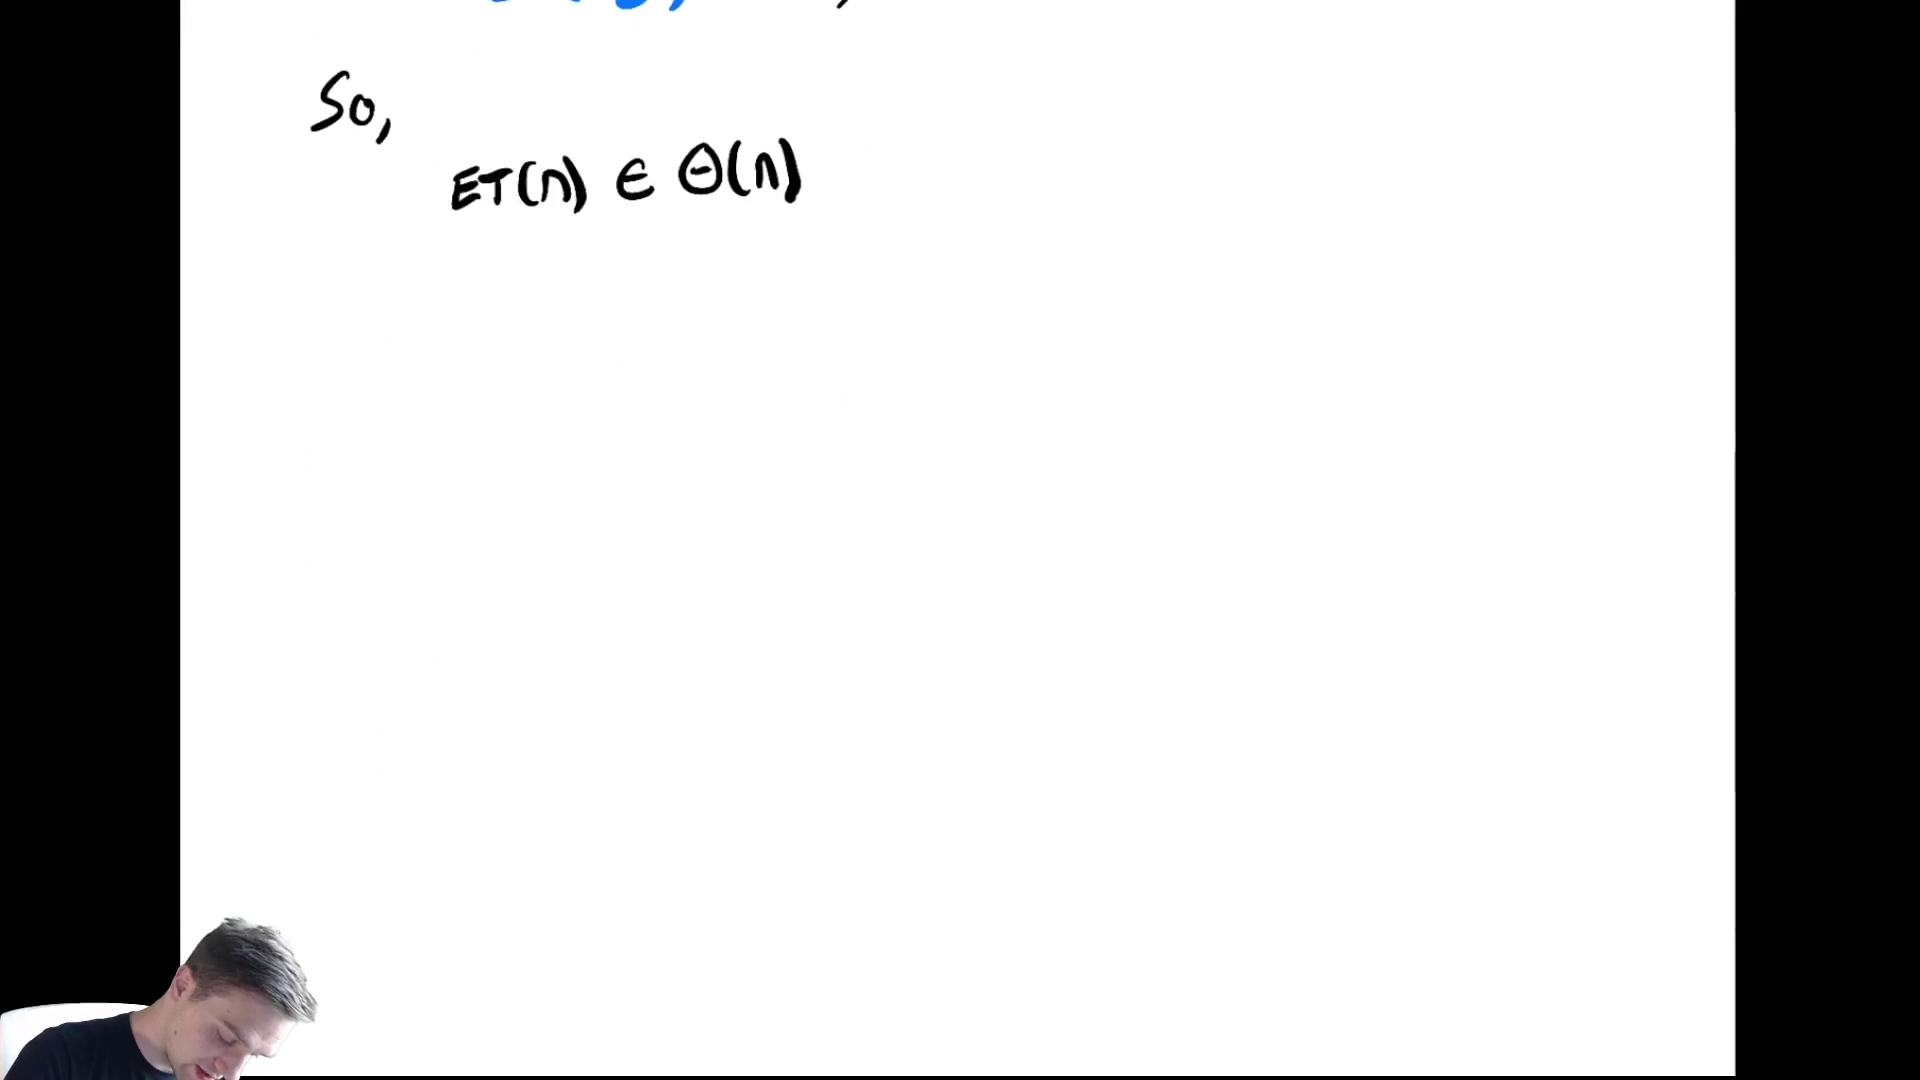 So,
ET(n) ∈ Θ(n)